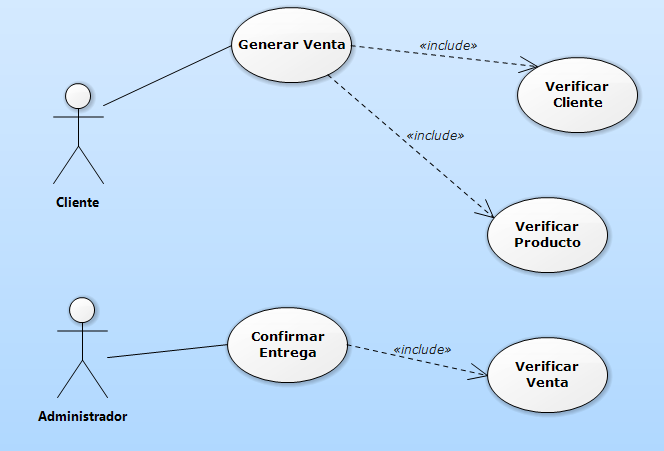 Generar Venta
«include»
Verificar
Cliente
«include»
Cliente
Verificar
Producto
Confirmar
Entrega
«include»
Verificar
Venta
Administrador